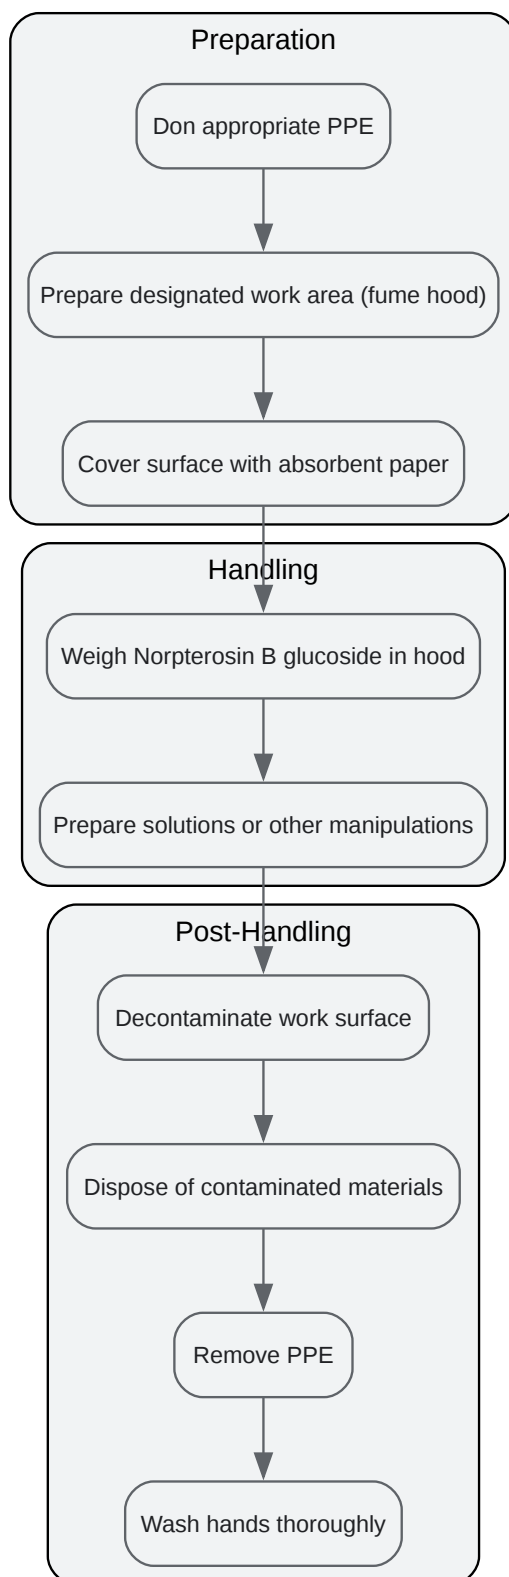 Preparation
Don appropriate PPE
Prepare designated work area (fume hood)
Cover surface with absorbent paper
Handling
Weigh Norpterosin B glucoside in hood
Prepare solutions or other manipulations
Post-Handling
Decontaminate work surface
Dispose of contaminated materials
Remove PPE
Wash hands thoroughly